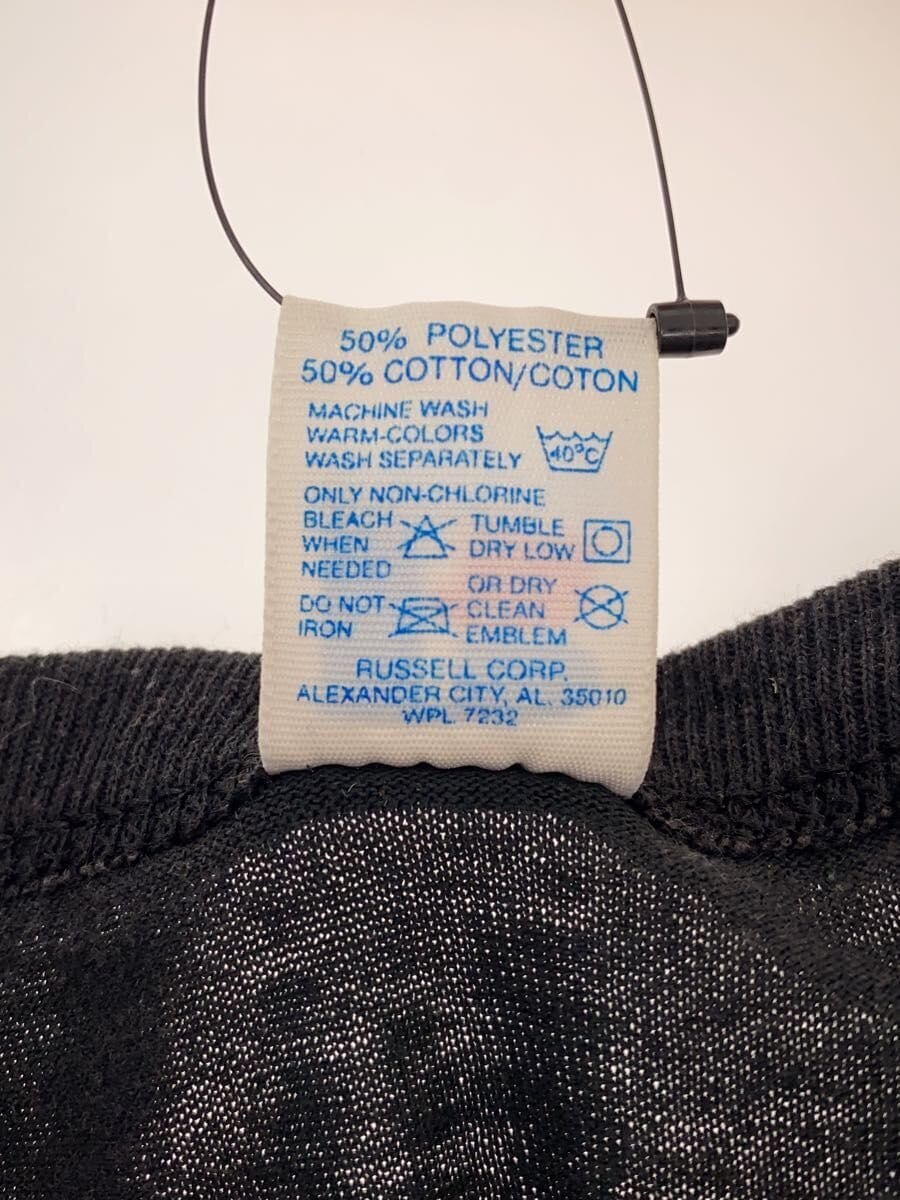 50% POLYESTER
50% COTTON/COTON
MACHINE WASH
WARM-COLORS
WASH SEPARATELY
40°C
ONLY NON-CHLORINE
BLEACH
WHEN
NEEDED
TUMBLE
DRY LOW
DO NOT
IRON
OR DRY
CLEAN
EMBLEM
RUSSELL CORP.
ALEXANDER CITY, AL. 35010
WPL 7232